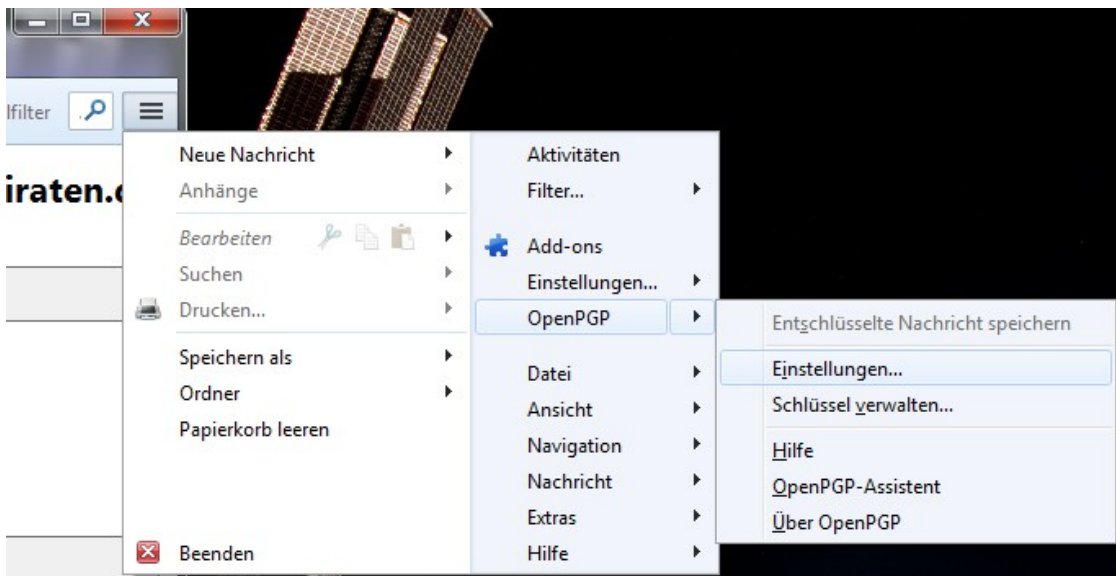 lfilter
iraten.
Neue Nachricht
Anhänge
Bearbeiten
Suchen
Drucken...
Speichern als
Ordner
Papierkorb leeren
Beenden
Aktivitäten
Filter...
Add-ons
Einstellungen...
OpenPGP
Datei
Ansicht
Navigation
Nachricht
Extras
Hilfe
Entschlüsselte Nachricht speichern
Einstellungen...
Schlüssel verwalten...
Hilfe
OpenPGP-Assistent
Über OpenPGP